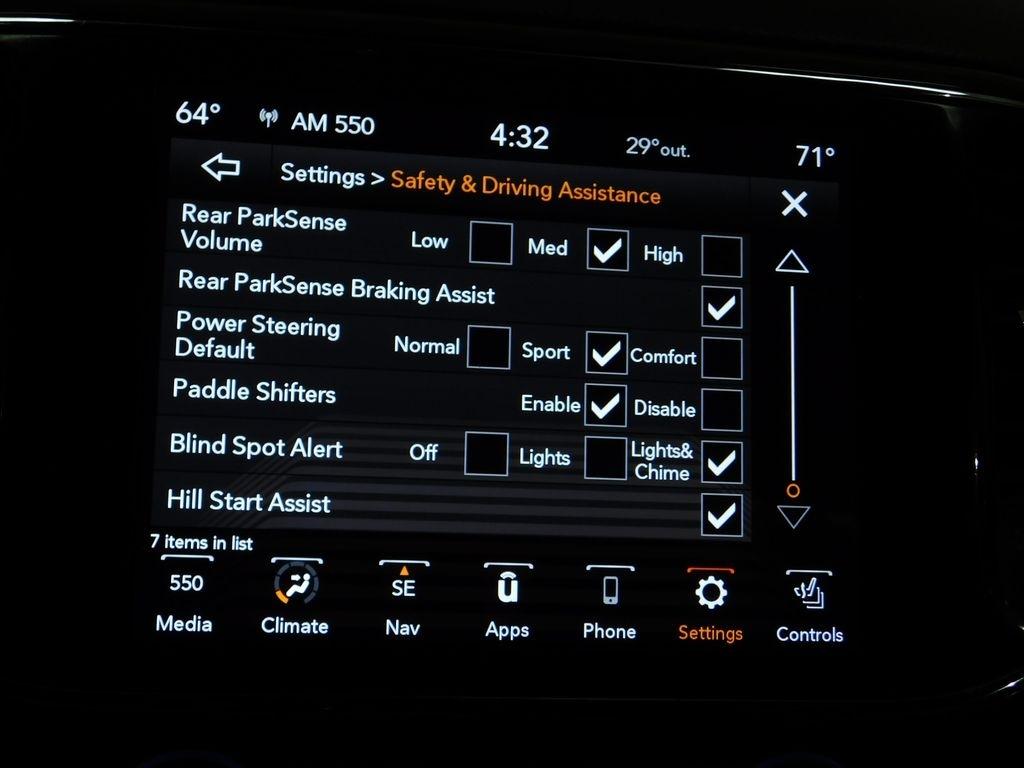 64° AM 550 4:32 29°out. 71°
Settings > Safety & Driving Assistance
Rear ParkSense
Volume Low Med High
Rear ParkSense Braking Assist
Power Steering
Default Normal Sport Comfort
Paddle Shifters Enable Disable
Blind Spot Alert Off Lights Lights&
Chime
Hill Start Assist
7 items in list
550 SE u
Media Climate Nav Apps Phone Settings Controls